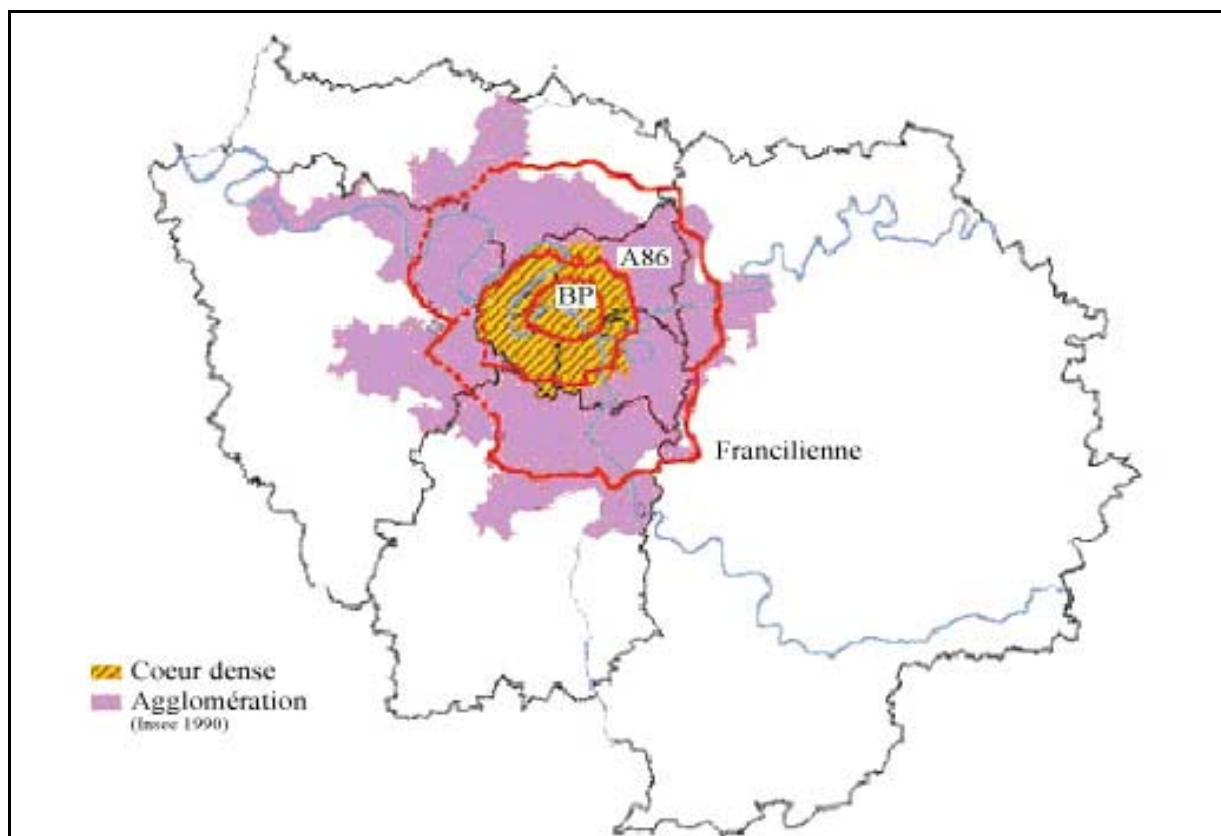 A86
BP
Francilienne
Coeur dense
Agglomération
(Insee 1990)